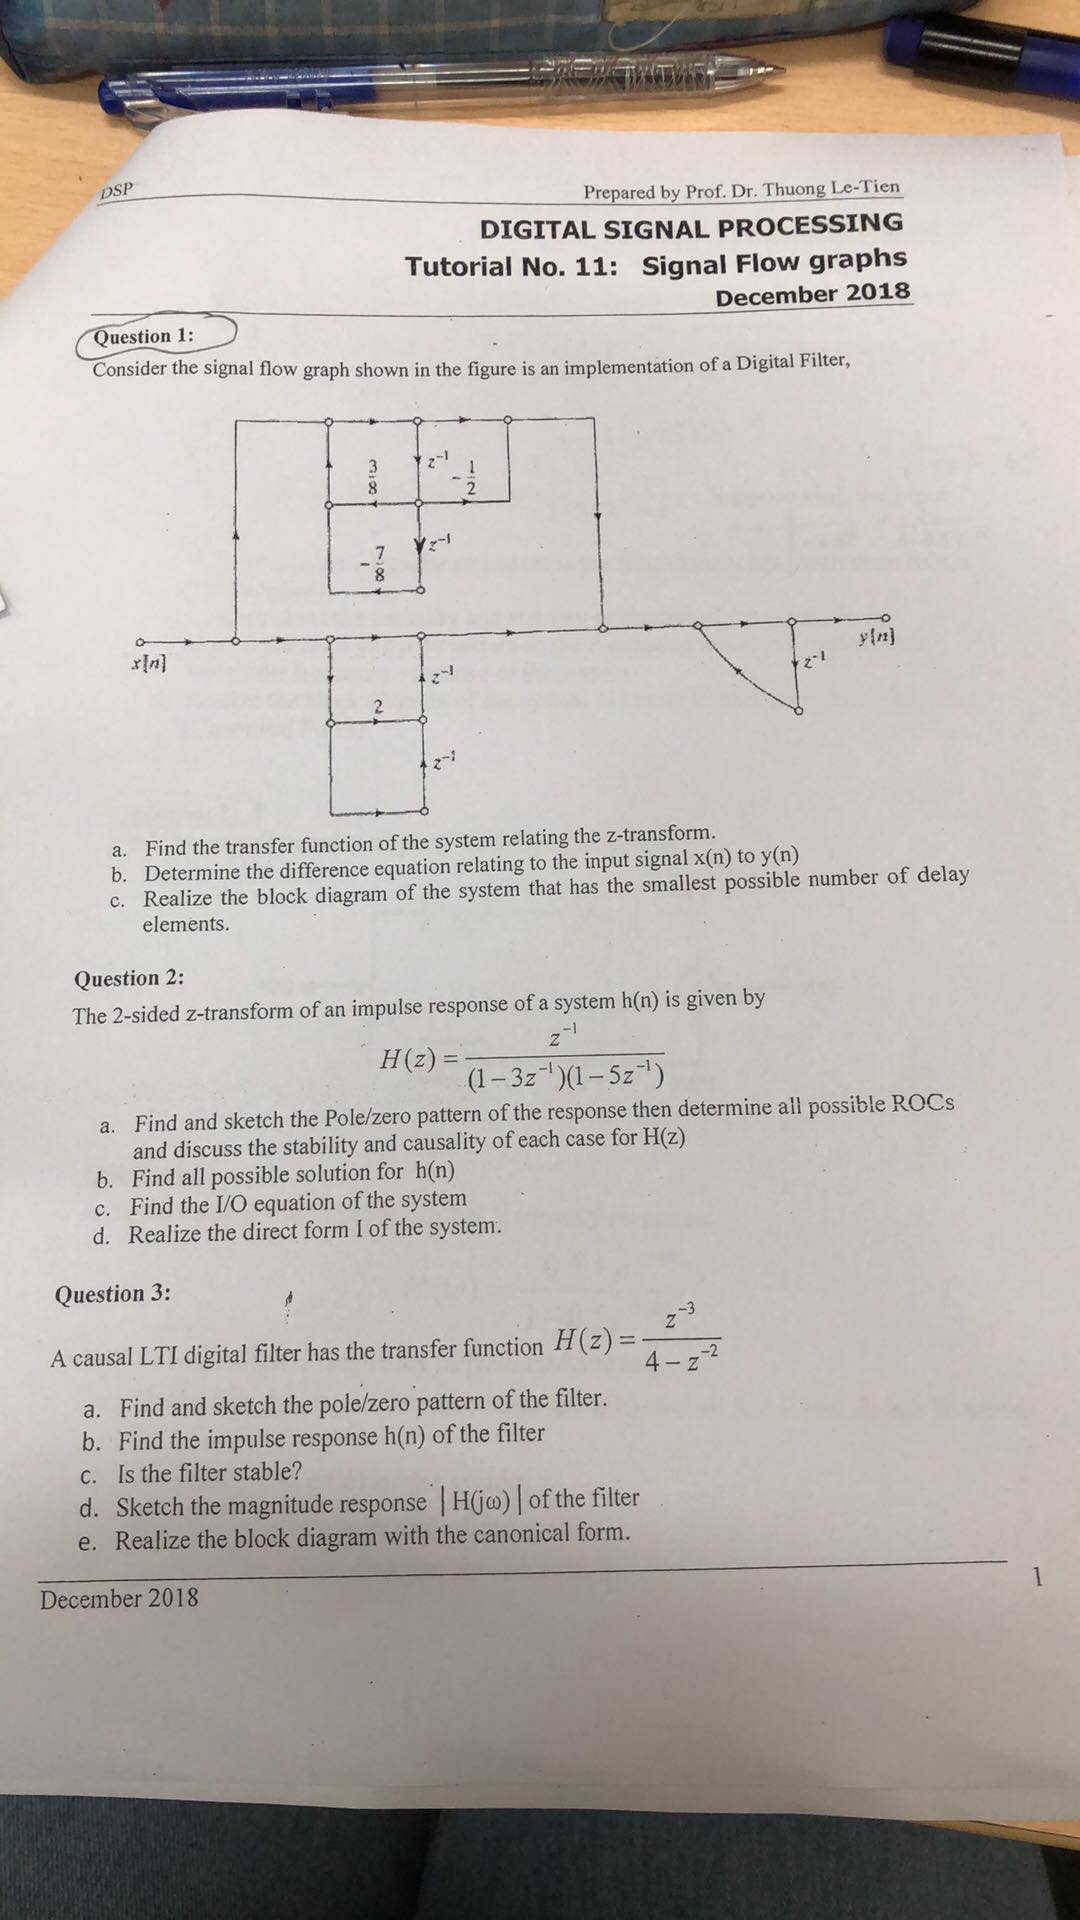 DSP
Prepared by Prof. Dr. Thuong Le-Tien
DIGITAL SIGNAL PROCESSING
Tutorial No. 11: Signal Flow graphs
December 2018
Question 1:
Consider the signal flow graph shown in the figure is an implementation of a Digital Filter,
3/8
z⁻¹
-1/2
-7/8
z⁻¹
x[n]
y[n]
z⁻¹
z⁻¹
2
z⁻¹
a. Find the transfer function of the system relating the z-transform.
b. Determine the difference equation relating to the input signal x(n) to y(n)
c. Realize the block diagram of the system that has the smallest possible number of delay
elements.
Question 2:
The 2-sided z-transform of an impulse response of a system h(n) is given by
H(z) = z⁻¹ / (1 – 3z⁻¹)(1 – 5z⁻¹)
a. Find and sketch the Pole/zero pattern of the response then determine all possible ROCs
and discuss the stability and causality of each case for H(z)
b. Find all possible solution for h(n)
c. Find the I/O equation of the system
d. Realize the direct form I of the system.
Question 3:
A causal LTI digital filter has the transfer function H(z) = z⁻³ / 4 – z⁻²
a. Find and sketch the pole/zero pattern of the filter.
b. Find the impulse response h(n) of the filter
c. Is the filter stable?
d. Sketch the magnitude response | H(jω) | of the filter
e. Realize the block diagram with the canonical form.
December 2018
1